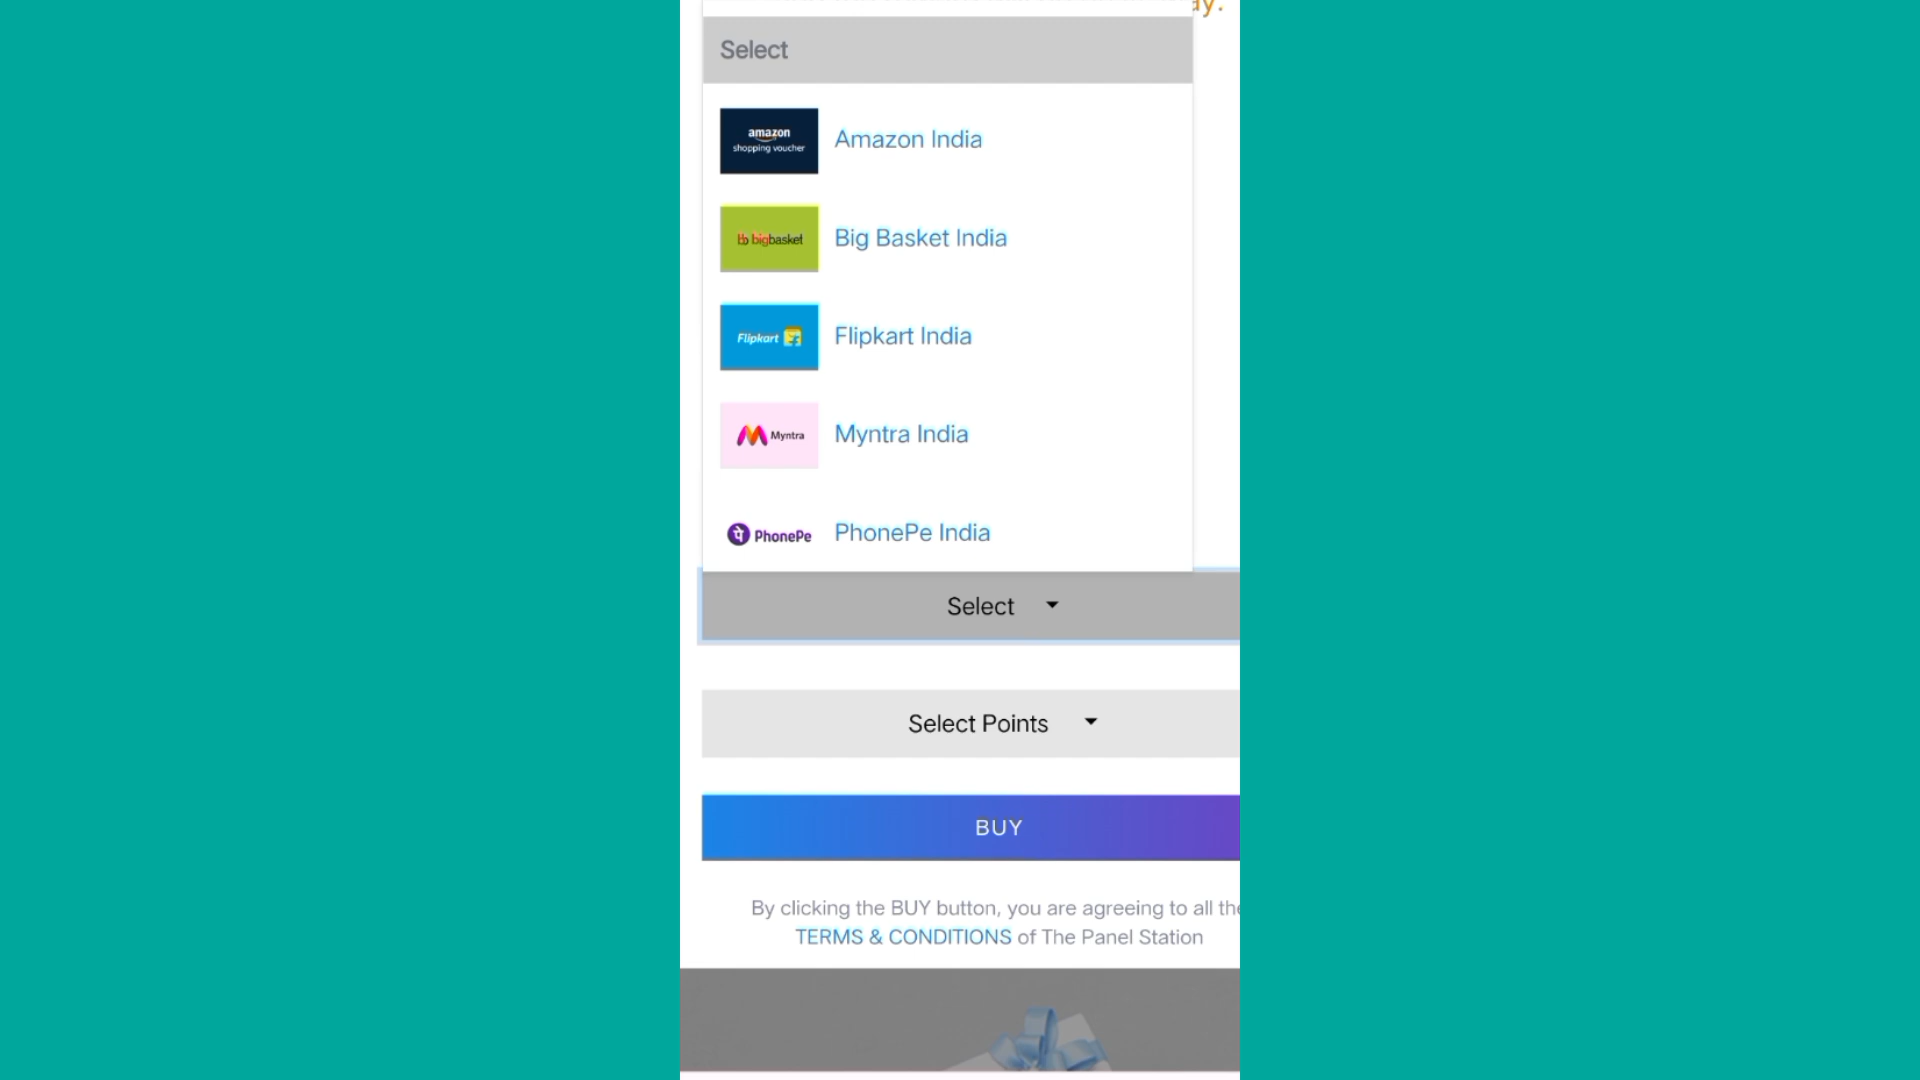 ay.
Select
amazon
shopping voucher
Amazon India
bb bigbasket
Big Basket India
Flipkart
Flipkart India
Myntra
Myntra India
पे PhonePe
PhonePe India
Select
Select Points
BUY
By clicking the BUY button, you are agreeing to all the
TERMS & CONDITIONS of The Panel Station